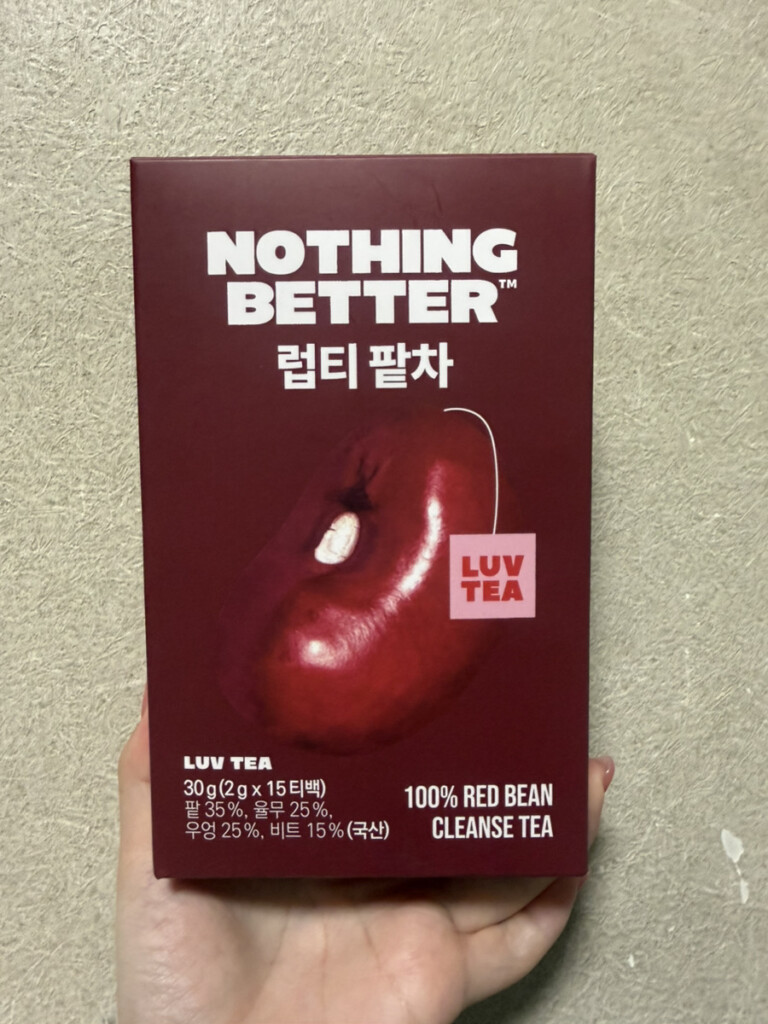 NOTHING
BETTER™
럽티 팥차
LUV
TEA
LUV TEA
30g(2g x 15티백)
팥 35%, 율무 25%,
우엉 25%, 비트 15%(국산)
100% RED BEAN
CLEANSE TEA